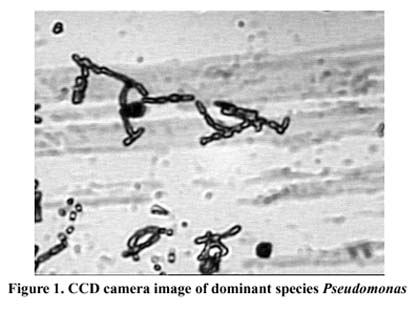 Figure 1. CCD camera image of dominant species Pseudomonas